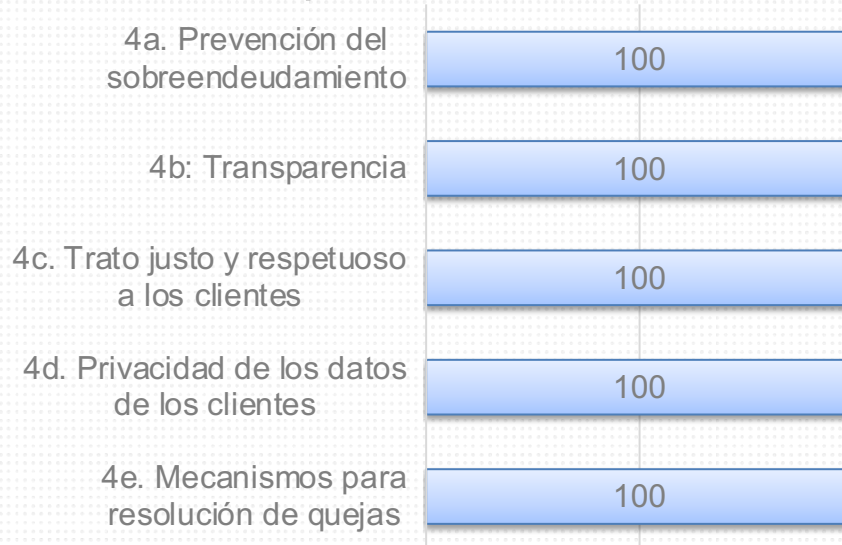 4a. Prevención del
sobreendeudamiento
100
4b: Transparencia
100
4c. Trato justo y respetuoso
a los clientes
100
4d. Privacidad de los datos
de los clientes
100
4e. Mecanismos para
resolución de quejas
100